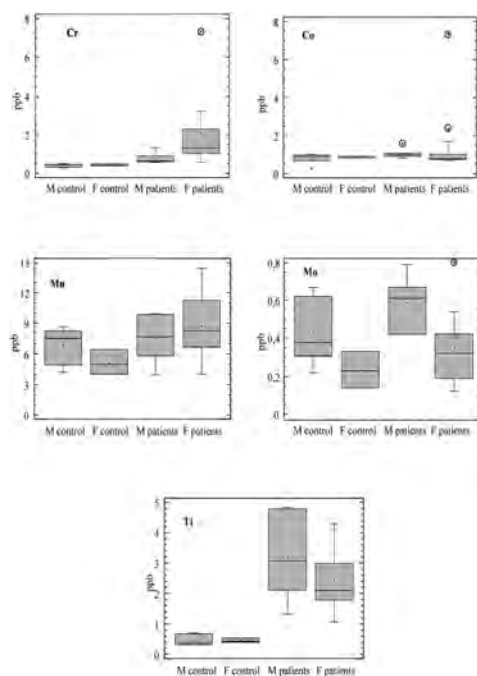 Cr
8
6
4
2
0
ppb
M control F control M patients F patients
Co
8
6
4
2
0
ppb
M control F control M patients F patients
Mn
15
12
9
6
3
0
ppb
M control F control M patients F patients
Mo
0,8
0,6
0,4
0,2
0
ppb
M control F control M patients F patients
Ti
5
4
3
2
1
0
ppb
M control F control M patients F patients